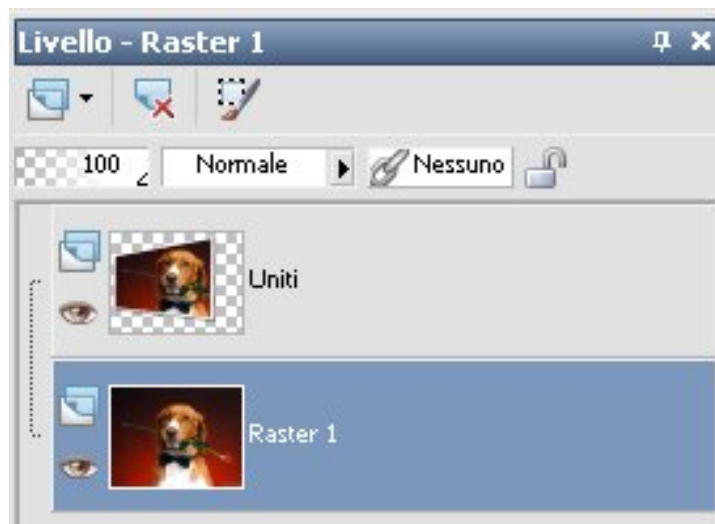 Livello - Raster 1
100 Normale Nessuno
Uniti
Raster 1